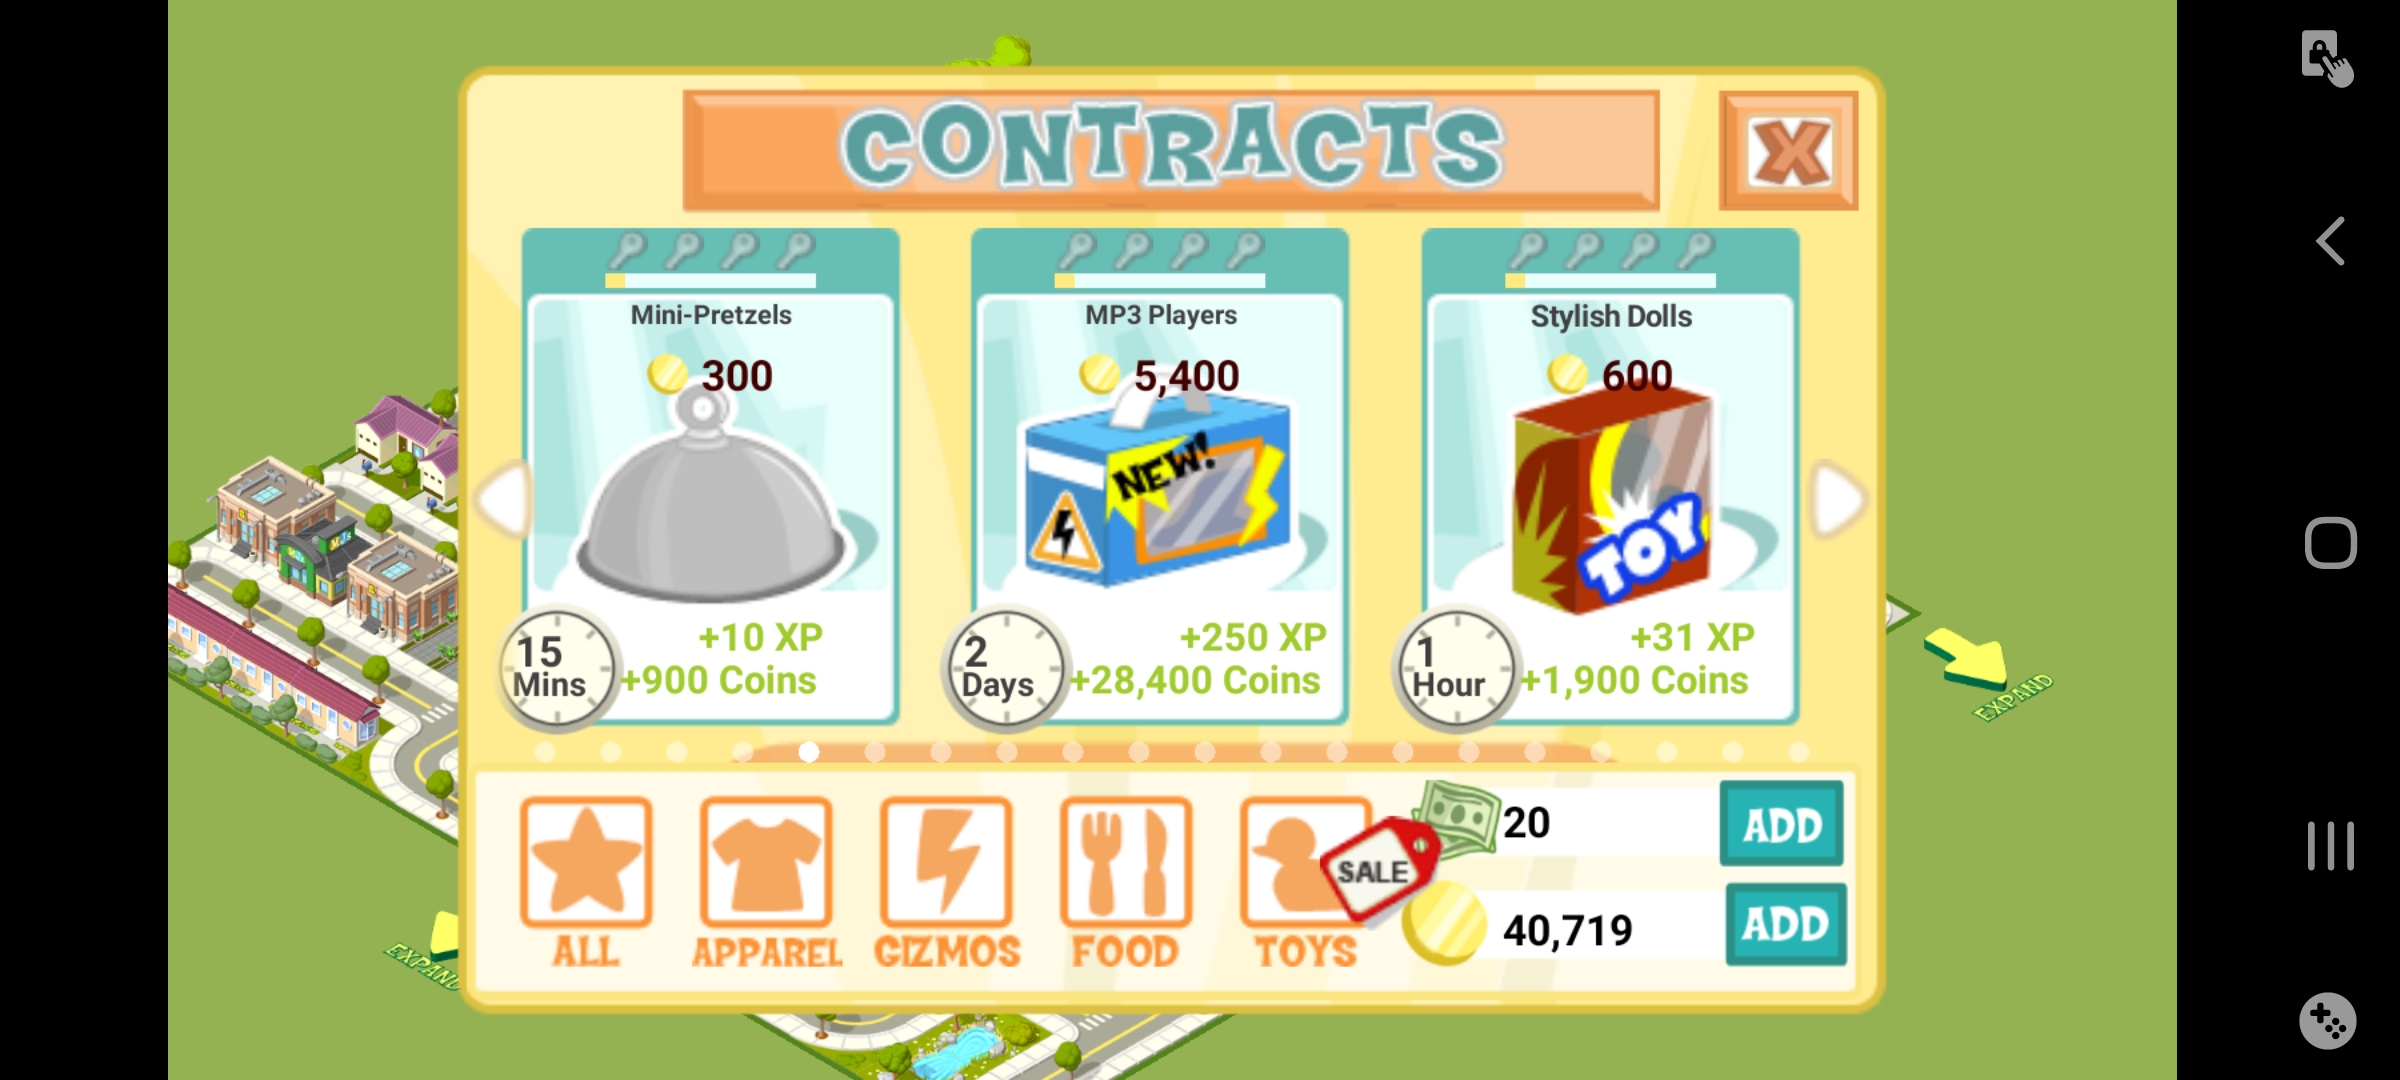 CONTRACTS
X
Mini-Pretzels
300
15
Mins
+10 XP
+900 Coins
MP3 Players
5,400
NEW!
2
Days
+250 XP
+28,400 Coins
Stylish Dolls
600
TOY
1
Hour
+31 XP
+1,900 Coins
EXPAND
EXPAND
ALL
APPAREL
GIZMOS
FOOD
TOYS
SALE
20
ADD
40,719
ADD